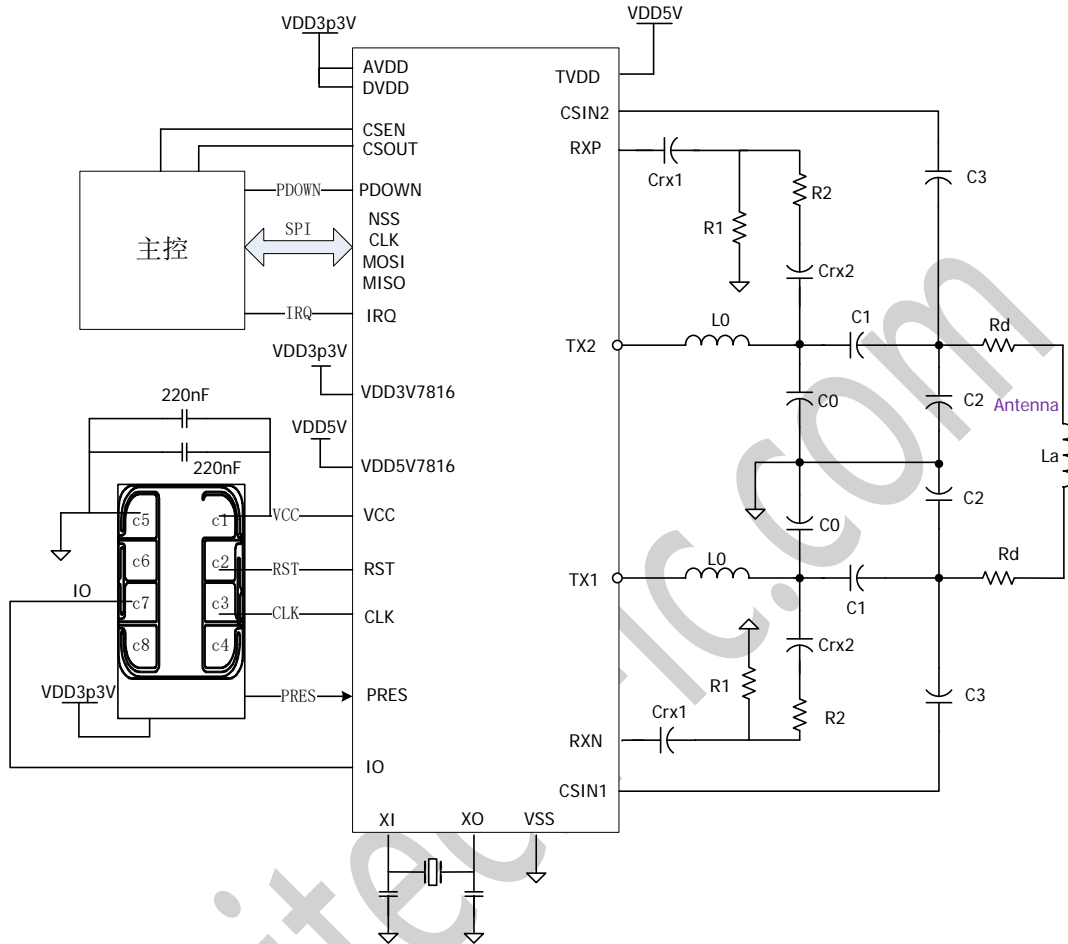 VDD3p3V
VDD5V
AVDD
DVDD
TVDD
CSIN2
CSEN
CSOUT
RXP
Crx1
C3
主控
PDOWN
PDOWN
R2
R1
NSS
SPI
CLK
MOSI
MISO
Crx2
IRQ
IRQ
L0
C1
Rd
TX2
VDD3p3V
VDD3V7816
220nF
C0
C2
Antenna
VDD5V
220nF
VDD5V7816
La
c5
c1
VCC
VCC
C0
C2
c6
c2
RST
RST
L0
TX1
Rd
IO
c7
c3
CLK
CLK
C1
c8
c4
Crx2
VDD3p3V
PRES
PRES
R1
Crx1
R2
C3
RXN
IO
CSIN1
XI
XO
VSS